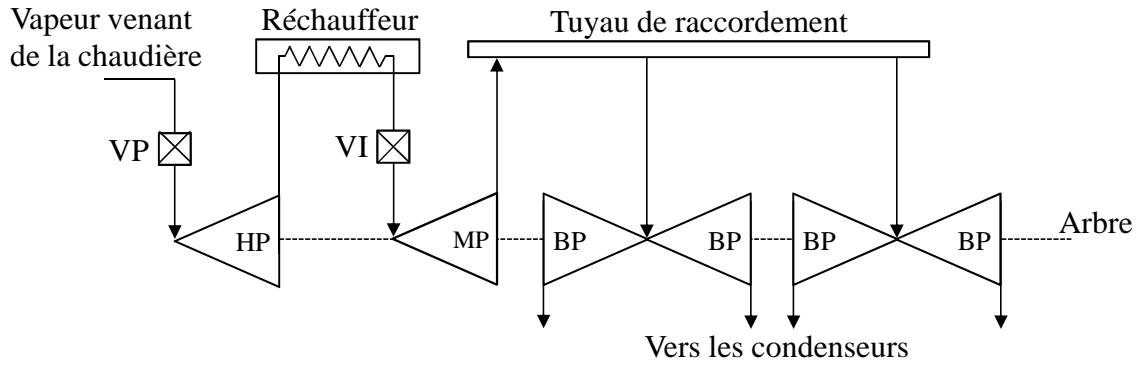 Vapeur venant
de la chaudière
Réchauffeur
Tuyau de raccordement
VP
VI
HP
MP
BP
BP
BP
BP
Arbre
Vers les condenseurs